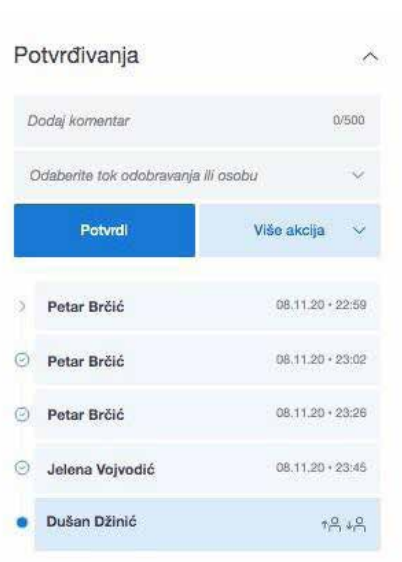 Potvrđivanja
Dodaj komentar 0/500
Odaberite tok odobravanja ili osobu
Potvrdi Više akcija
Petar Brčić 08.11.20 • 22:59
Petar Brčić 08.11.20 • 23:02
Petar Brčić 08.11.20 • 23:26
Jelena Vojvodić 08.11.20 • 23:45
Dušan Džinić